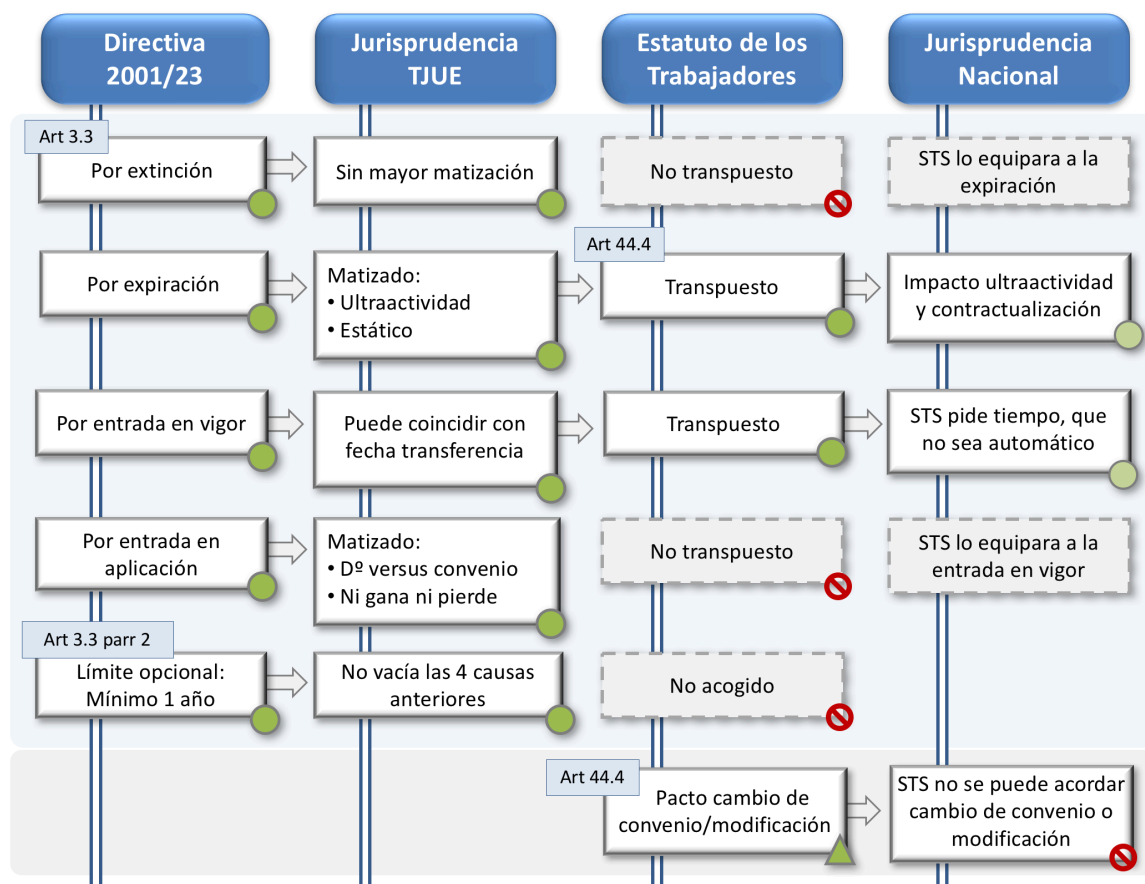 Directiva
2001/23
Jurisprudencia
TJUE
Estatuto de los
Trabajadores
Jurisprudencia
Nacional
Art 3.3
Por extinción
Sin mayor matización
No transpuesto
STS lo equipara a la
expiración
Por expiración
Matizado:
• Ultraactividad
• Estático
Art 44.4
Transpuesto
Impacto ultraactividad
y contractualización
Por entrada en vigor
Puede coincidir con
fecha transferencia
Transpuesto
STS pide tiempo, que
no sea automático
Por entrada en
aplicación
Matizado:
• Dº versus convenio
• Ni gana ni pierde
No transpuesto
STS lo equipara a la
entrada en vigor
Art 3.3 parr 2
Límite opcional:
Mínimo 1 año
No vacía las 4 causas
anteriores
No acogido
Art 44.4
Pacto cambio de
convenio/modificación
STS no se puede acordar
cambio de convenio o
modificación